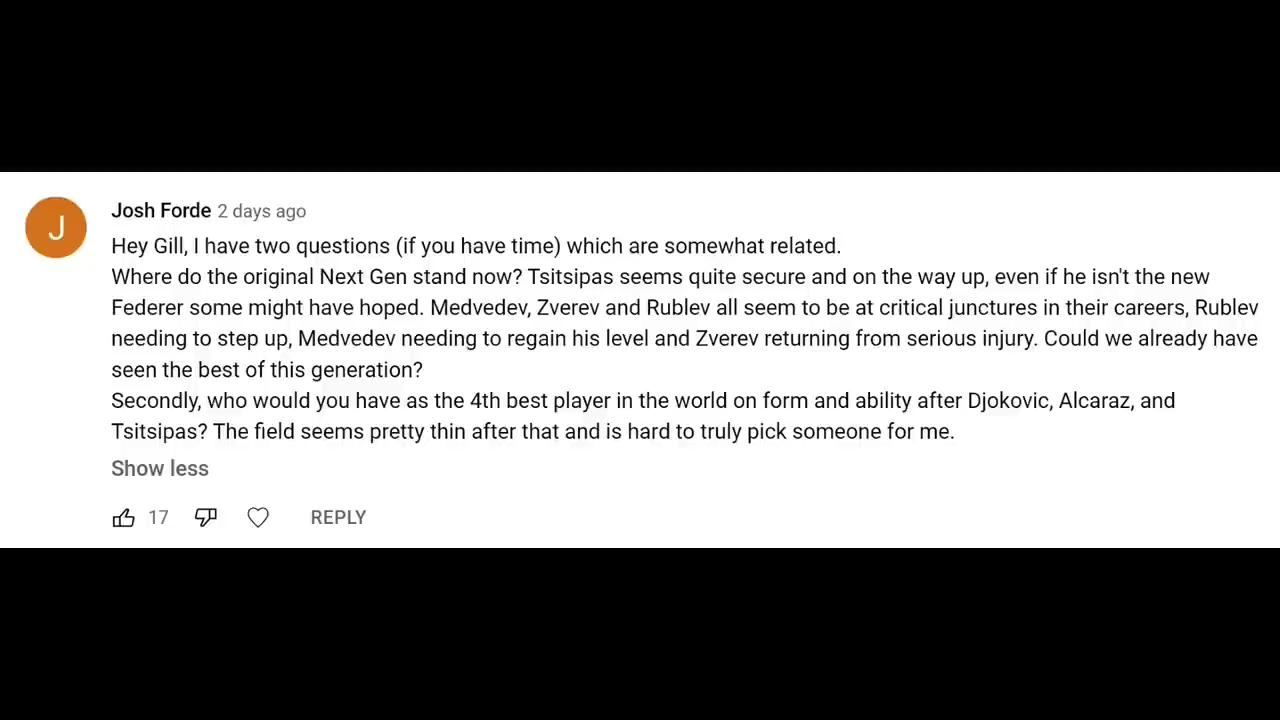 J
Josh Forde 2 days ago
Hey Gill, I have two questions (if you have time) which are somewhat related.
Where do the original Next Gen stand now? Tsitsipas seems quite secure and on the way up, even if he isn't the new
Federer some might have hoped. Medvedev, Zverev and Rublev all seem to be at critical junctures in their careers, Rublev
needing to step up, Medvedev needing to regain his level and Zverev returning from serious injury. Could we already have
seen the best of this generation?
Secondly, who would you have as the 4th best player in the world on form and ability after Djokovic, Alcaraz, and
Tsitsipas? The field seems pretty thin after that and is hard to truly pick someone for me.
Show less
17 REPLY